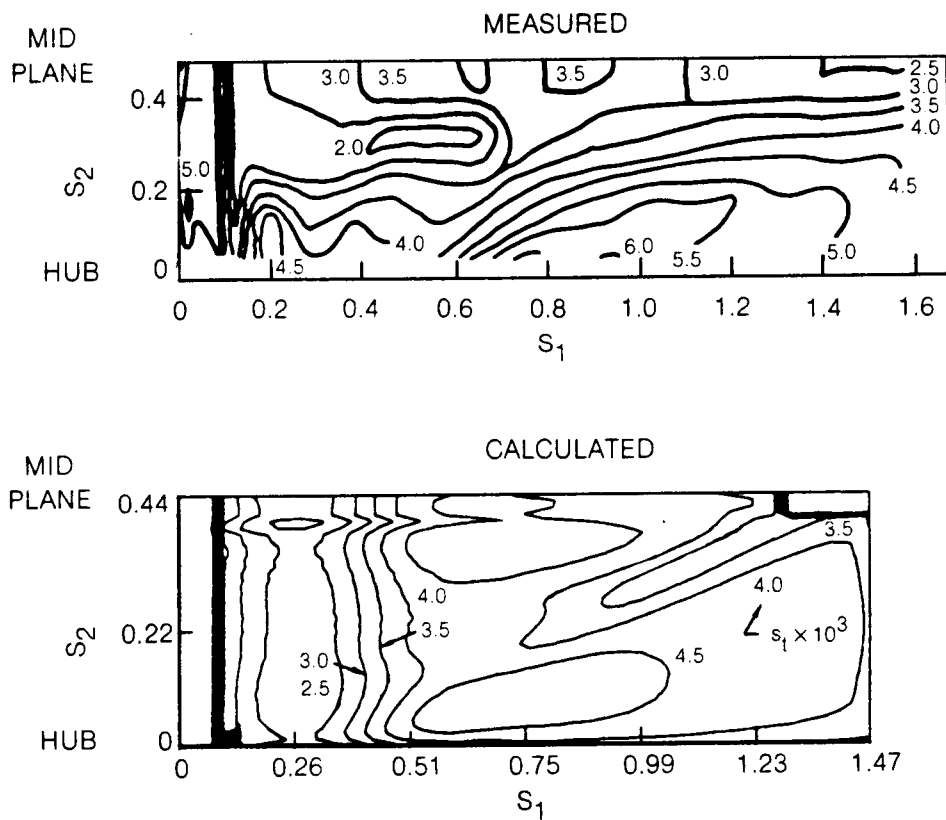 MEASURED
MID
PLANE
3.0 3.5 3.5 3.0 2.5
0.4
3.0
3.5
2.0
4.0
5.0
4.5
S2
0.2
4.0
6.0
5.5
5.0
HUB
0
4.5
0 0.2 0.4 0.6 0.8 1.0 1.2 1.4 1.6
S1
CALCULATED
MID
PLANE
0.44
3.5
4.0
4.0
3.5
St × 10³
S2
0.22
4.5
3.0
2.5
HUB
0
0 0.26 0.51 0.75 0.99 1.23 1.47
S1